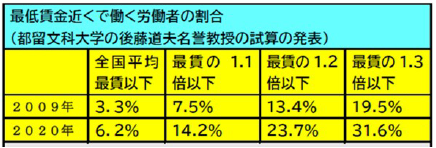 最低賃金近くで働く労働者の割合
（都留文科大学の後藤道夫名誉教授の試算の発表）
全国平均最賃以下 最賃の 1.1倍以下 最賃の 1.2倍以下 最賃の 1.3倍以下
２００９年 3.3% 7.5% 13.4% 19.5%
２０２０年 6.2% 14.2% 23.7% 31.6%